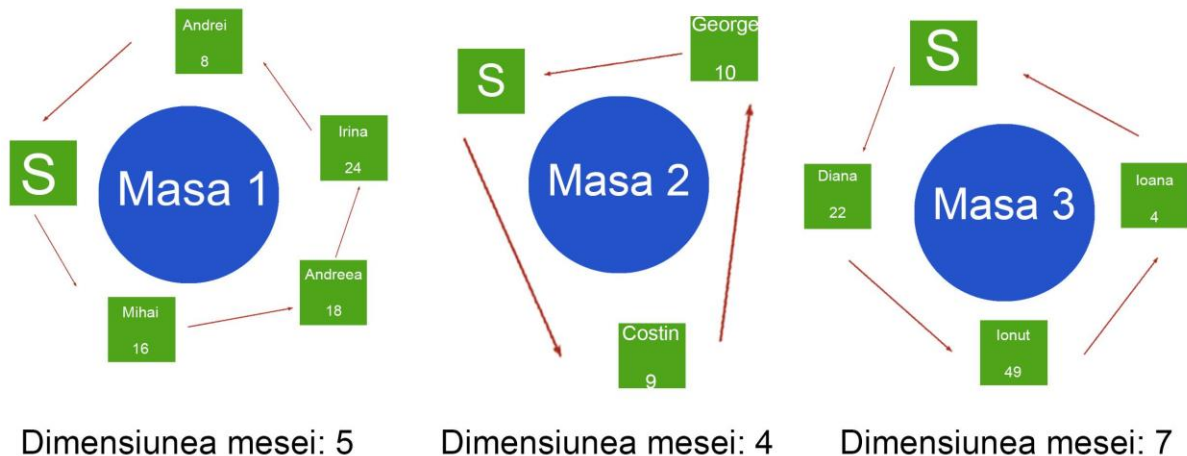 Andrei
8
S
Masa 1
Irina
24
Andreea
18
Mihai
16
Dimensiunea mesei: 5
George
10
S
Masa 2
Costin
9
Dimensiunea mesei: 4
S
Diana
22
Masa 3
Ioana
4
Ionut
49
Dimensiunea mesei: 7